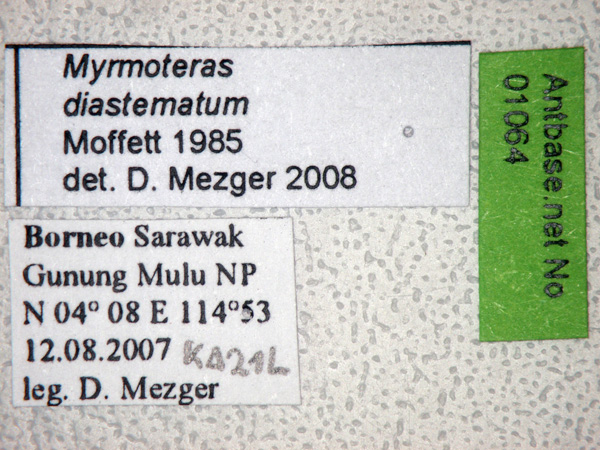 Myrmoteras
diastematum
Moffett 1985
det. D. Mezger 2008
Borneo Sarawak
Gunung Mulu NP
N 04° 08 E 114°53
12.08.2007 KA21L
leg. D. Mezger
Antbase.net No
01064